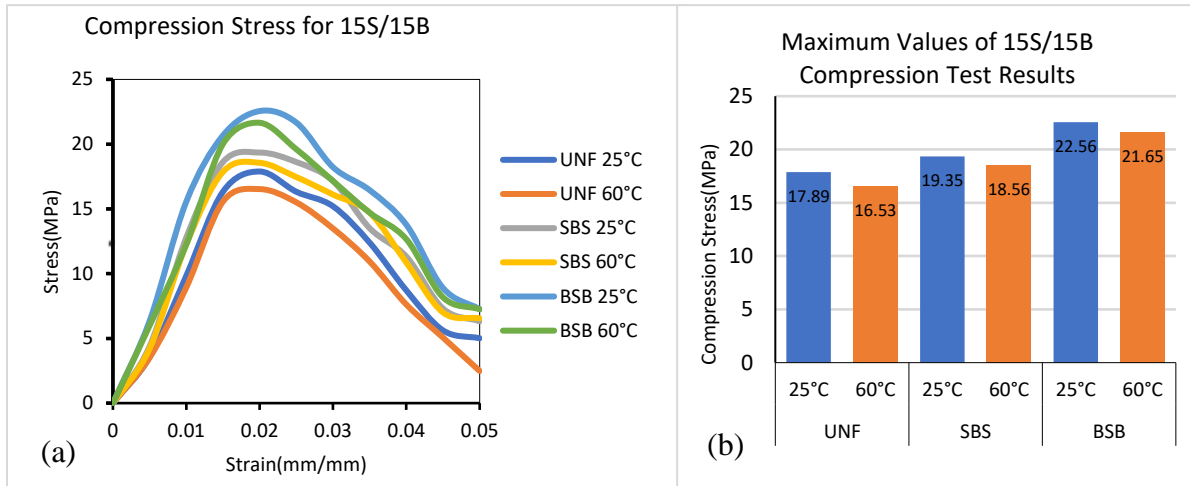 Compression Stress for 15S/15B
25
20
15
10
5
0
Stress(MPa)
0 0.01 0.02 0.03 0.04 0.05
Strain(mm/mm)
UNF 25°C
UNF 60°C
SBS 25°C
SBS 60°C
BSB 25°C
BSB 60°C
(a)
Maximum Values of 15S/15B
Compression Test Results
25
20
15
10
5
0
Compression Stress(MPa)
17.89 16.53 19.35 18.56 22.56 21.65
25°C 60°C 25°C 60°C 25°C 60°C
UNF SBS BSB
(b)